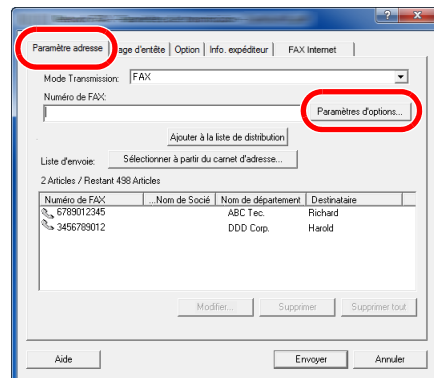 Paramètre adresse age d'entête Option Info. expéditeur FAX Internet
Mode Transmission: FAX
Numéro de FAX:
Paramètres d'options...
Ajouter à la liste de distribution
Liste d'envoie: Sélectionner à partir du carnet d'adresse...
2 Articles / Restant 498 Articles
Numéro de FAX ...Nom de Socié Nom de département Destinataire
6789012345 ABC Tec. Richard
3456789012 DDD Corp. Harold
Modifier... Supprimer Supprimer tout
Aide Envoyer Annuler